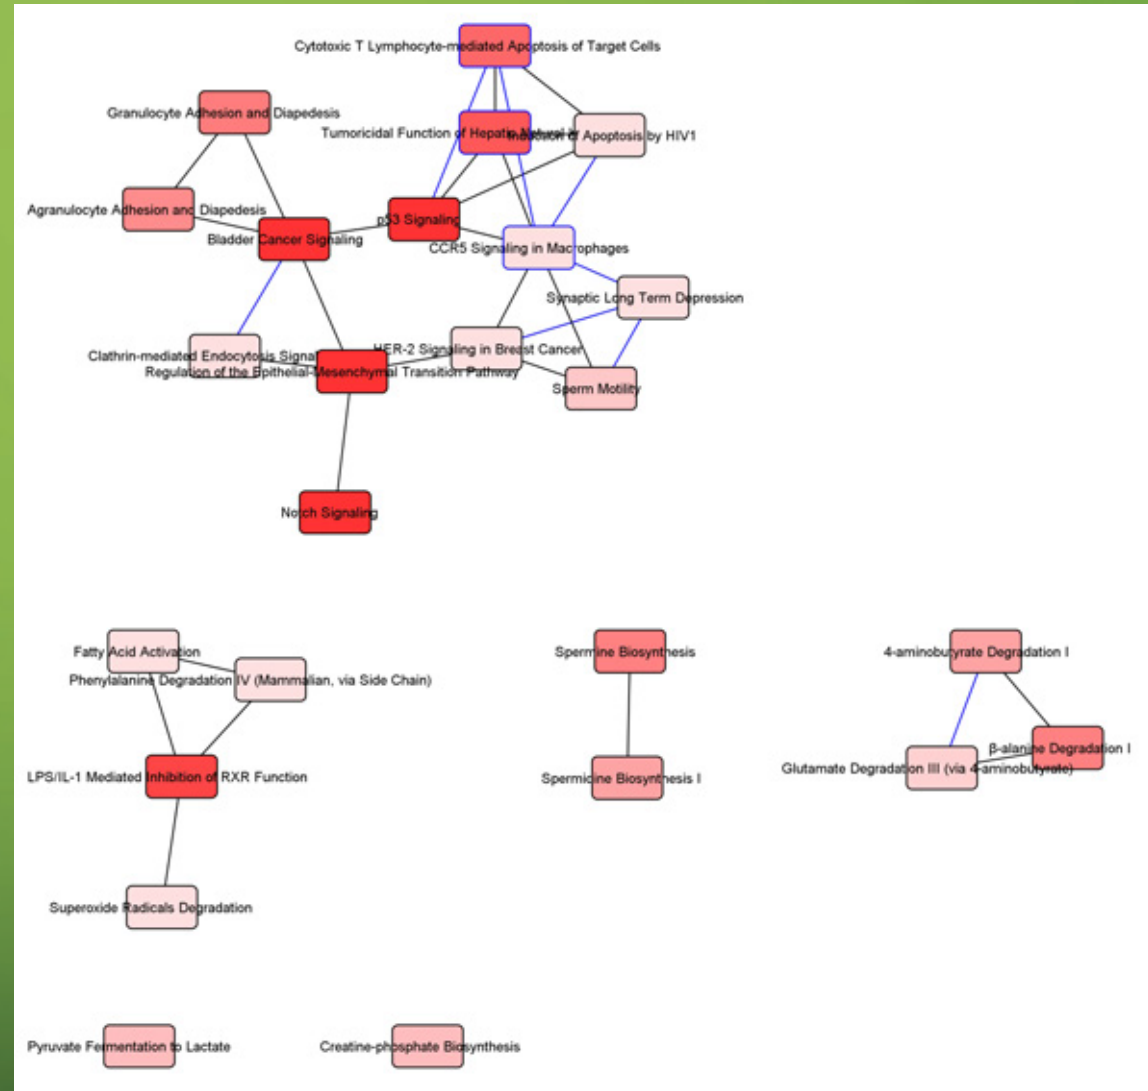 Cytotoxic T Lymphocyte-mediated Apoptosis of Target Cells
Granulocyte Adhesion and Diapedesis
Tumoricidal Function of Hepatic Natural
Induction of Apoptosis by HIV1
Agranulocyte Adhesion and Diapedesis
p53 Signaling
Bladder Cancer Signaling
CCR5 Signaling in Macrophages
Synaptic Long Term Depression
HER-2 Signaling in Breast Cancer
Clathrin-mediated Endocytosis Signal
Regulation of the Epithelial-Mesenchymal Transition Pathway
Sperm Motility
Notch Signaling
Fatty Acid Activation
Phenylalanine Degradation IV (Mammalian, via Side Chain)
LPS/IL-1 Mediated Inhibition of RXR Function
Superoxide Radicals Degradation
Spermine Biosynthesis
Spermidine Biosynthesis I
4-aminobutyrate Degradation I
β-alanine Degradation I
Glutamate Degradation III (via 4-aminobutyrate)
Pyruvate Fermentation to Lactate
Creatine-phosphate Biosynthesis